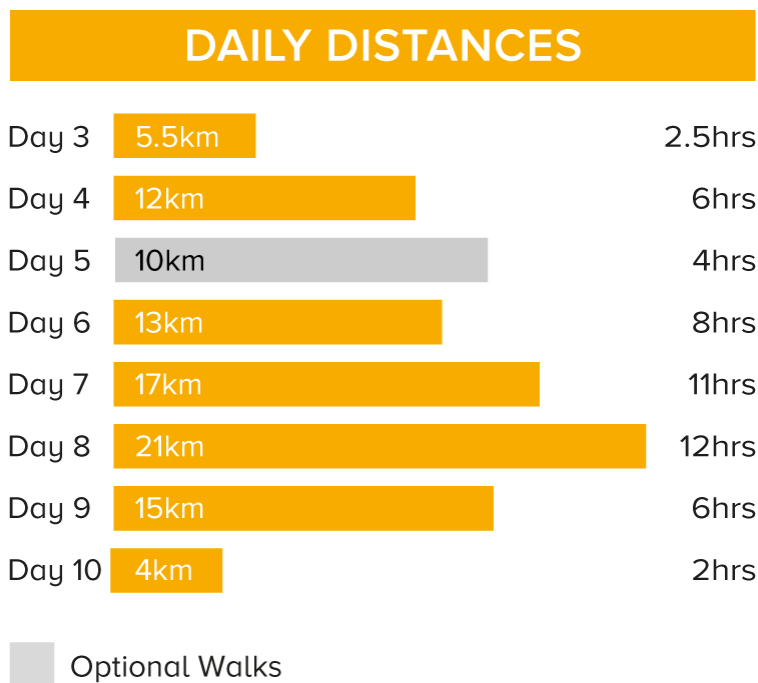 DAILY DISTANCES
Day 3 5.5km 2.5hrs
Day 4 12km 6hrs
Day 5 10km 4hrs
Day 6 13km 8hrs
Day 7 17km 11hrs
Day 8 21km 12hrs
Day 9 15km 6hrs
Day 10 4km 2hrs
Optional Walks